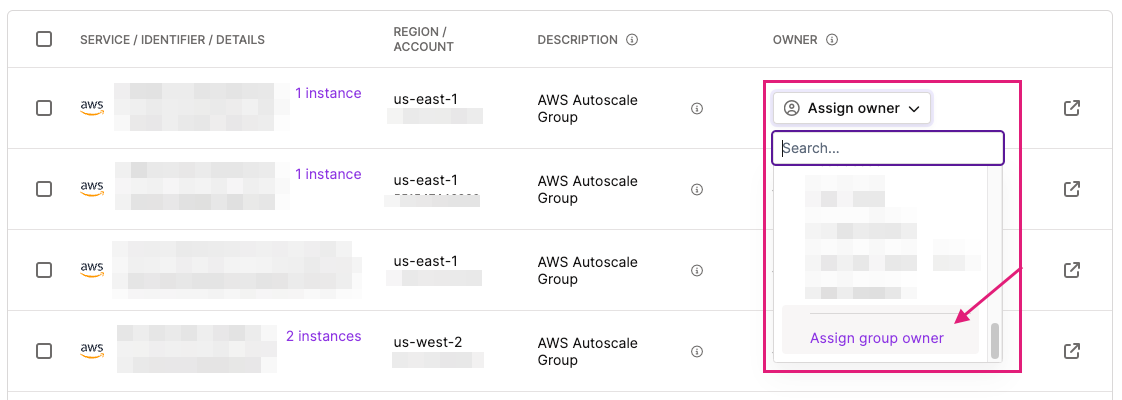 SERVICE / IDENTIFIER / DETAILS
REGION /
ACCOUNT
DESCRIPTION
OWNER
aws
1 instance
us-east-1
AWS Autoscale
Group
Assign owner
Search...
aws
1 instance
us-east-1
AWS Autoscale
Group
aws
us-east-1
AWS Autoscale
Group
aws
2 instances
us-west-2
AWS Autoscale
Group
Assign group owner